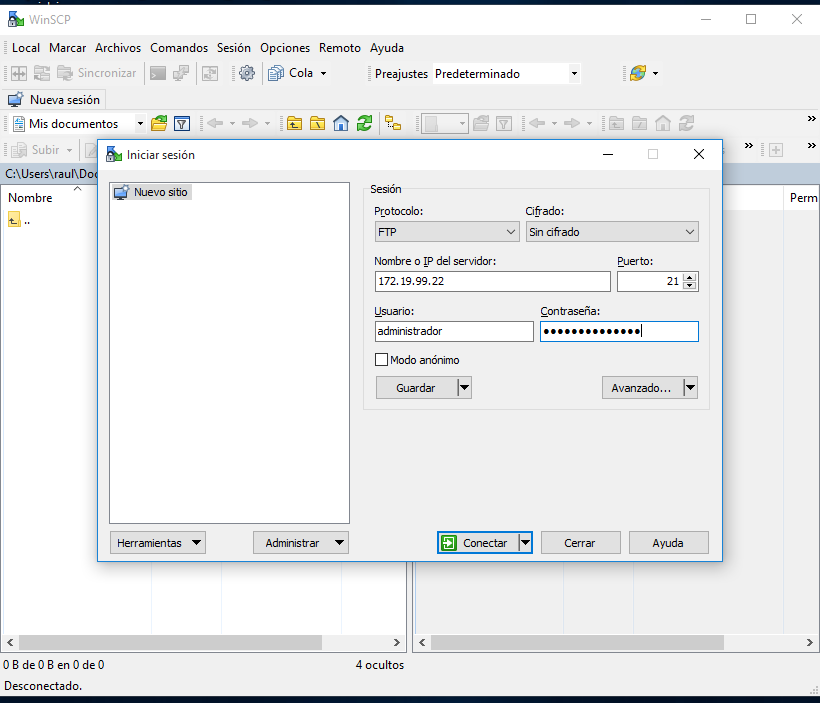 WinSCP
Local Marcar Archivos Comandos Sesión Opciones Remoto Ayuda
Sincronizar Cola Preajustes Predeterminado
Nueva sesión
Mis documentos
Subir
C:\Users\raul\Doc
Nombre
Perm
..
Iniciar sesión
Nuevo sitio
Sesión
Protocolo: Cifrado:
FTP Sin cifrado
Nombre o IP del servidor: Puerto:
172.19.99.22 21
Usuario: Contraseña:
administrador ••••••••••••••
Modo anónimo
Guardar Avanzado...
Herramientas Administrar Conectar Cerrar Ayuda
0 B de 0 B en 0 de 0 4 ocultos
Desconectado.